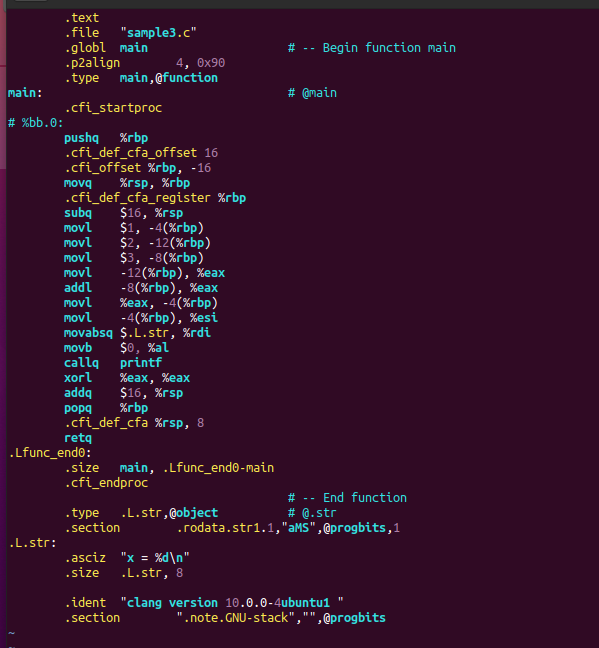 .text
.file "sample3.c"
.globl main # -- Begin function main
.p2align 4, 0x90
.type main,@function
main: # @main
.cfi_startproc
# %bb.0:
pushq %rbp
.cfi_def_cfa_offset 16
.cfi_offset %rbp, -16
movq %rsp, %rbp
.cfi_def_cfa_register %rbp
subq $16, %rsp
movl $1, -4(%rbp)
movl $2, -12(%rbp)
movl $3, -8(%rbp)
movl -12(%rbp), %eax
addl -8(%rbp), %eax
movl %eax, -4(%rbp)
movl -4(%rbp), %esi
movabsq $.L.str, %rdi
movb $0, %al
callq printf
xorl %eax, %eax
addq $16, %rsp
popq %rbp
.cfi_def_cfa %rsp, 8
retq
.Lfunc_end0:
.size main, .Lfunc_end0-main
.cfi_endproc
# -- End function
.type .L.str,@object # @.str
.section .rodata.str1.1,"aMS",@progbits,1
.L.str:
.asciz "x = %d\n"
.size .L.str, 8
.ident "clang version 10.0.0-4ubuntu1 "
.section ".note.GNU-stack","",@progbits
~
~